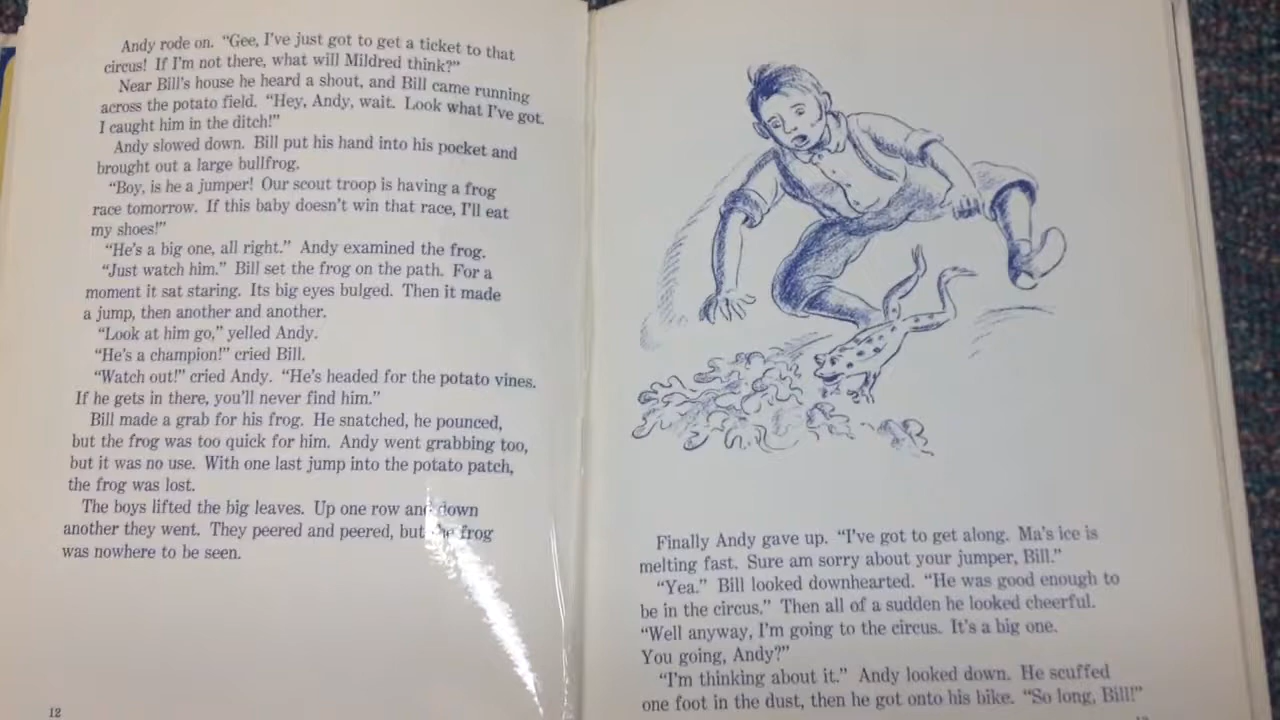 Andy rode on. “Gee, I’ve just got to get a ticket to that
circus! If I’m not there, what will Mildred think?”
Near Bill’s house he heard a shout, and Bill came running
across the potato field. “Hey, Andy, wait. Look what I’ve got.
I caught him in the ditch!”
Andy slowed down. Bill put his hand into his pocket and
brought out a large bullfrog.
“Boy, is he a jumper! Our scout troop is having a frog
race tomorrow. If this baby doesn’t win that race, I’ll eat
my shoes!”
“He’s a big one, all right.” Andy examined the frog.
“Just watch him.” Bill set the frog on the path. For a
moment it sat staring. Its big eyes bulged. Then it made
a jump, then another and another.
“Look at him go,” yelled Andy.
“He’s a champion!” cried Bill.
“Watch out!” cried Andy. “He’s headed for the potato vines.
If he gets in there, you’ll never find him.”
Bill made a grab for his frog. He snatched, he pounced,
but the frog was too quick for him. Andy went grabbing too,
but it was no use. With one last jump into the potato patch,
the frog was lost.
The boys lifted the big leaves. Up one row and down
another they went. They peered and peered, but the frog
was nowhere to be seen.
12
Finally Andy gave up. “I’ve got to get along. Ma’s ice is
melting fast. Sure am sorry about your jumper, Bill.”
“Yea.” Bill looked downhearted. “He was good enough to
be in the circus.” Then all of a sudden he looked cheerful.
“Well anyway, I’m going to the circus. It’s a big one.
You going, Andy?”
“I’m thinking about it.” Andy looked down. He scuffed
one foot in the dust, then he got onto his bike. “So long, Bill!”